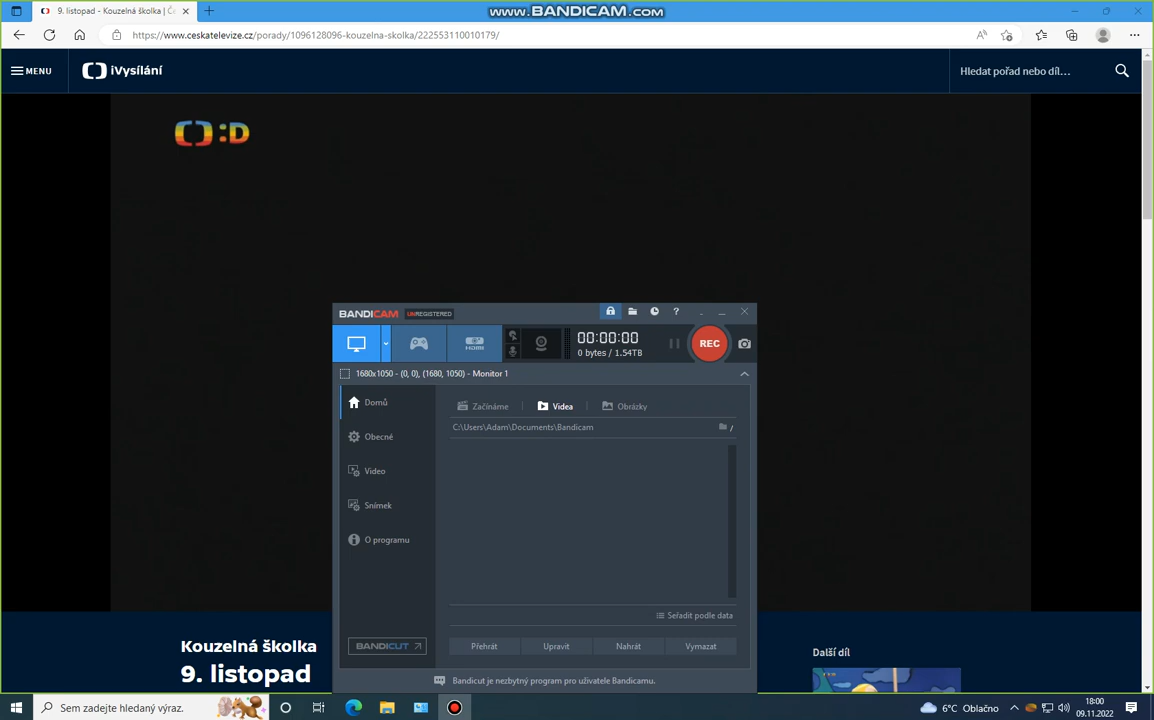 www.BANDICAM.com
9. listopad - Kouzelná školka | Č
https://www.ceskatelevize.cz/porady/1096128096-kouzelna-skolka/222553110010179/
MENU
iVysílání
Hledat pořad nebo díl...
:D
BANDICAM
UNREGISTERED
HDMI
00:00:00
0 bytes / 1.54TB
REC
1680x1050 - (0, 0), (1680, 1050) - Monitor 1
Domů
Obecné
Video
Snímek
O programu
BANDICUT
Začínáme
Videa
Obrázky
C:\Users\Adam\Documents\Bandicam
Seřadit podle data
Přehrát
Upravit
Nahrát
Vymazat
Bandicut je nezbytný program pro uživatele Bandicamu.
Kouzelná školka
9. listopad
Další díl
Sem zadejte hledaný výraz.
6°C Oblačno
18:00
09.11.2022